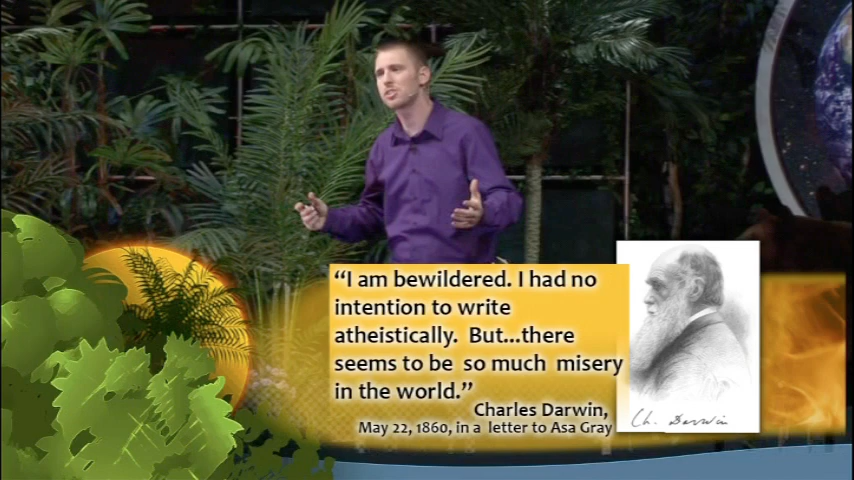 “I am bewildered. I had no
intention to write
atheistically. But...there
seems to be so much misery
in the world.”
Charles Darwin,
May 22, 1860, in a letter to Asa Gray
Ch. Darwin